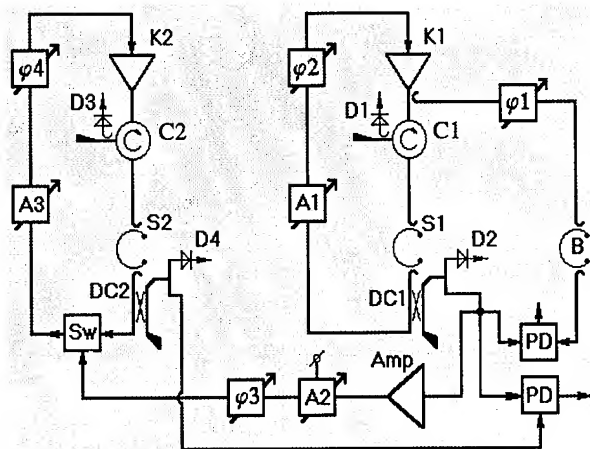 K2
K1
φ4
φ2
φ1
D3
C
C2
D1
C
C1
A3
A1
S2
S1
B
D4
D2
DC2
DC1
Sw
PD
Amp
φ3
A2
PD